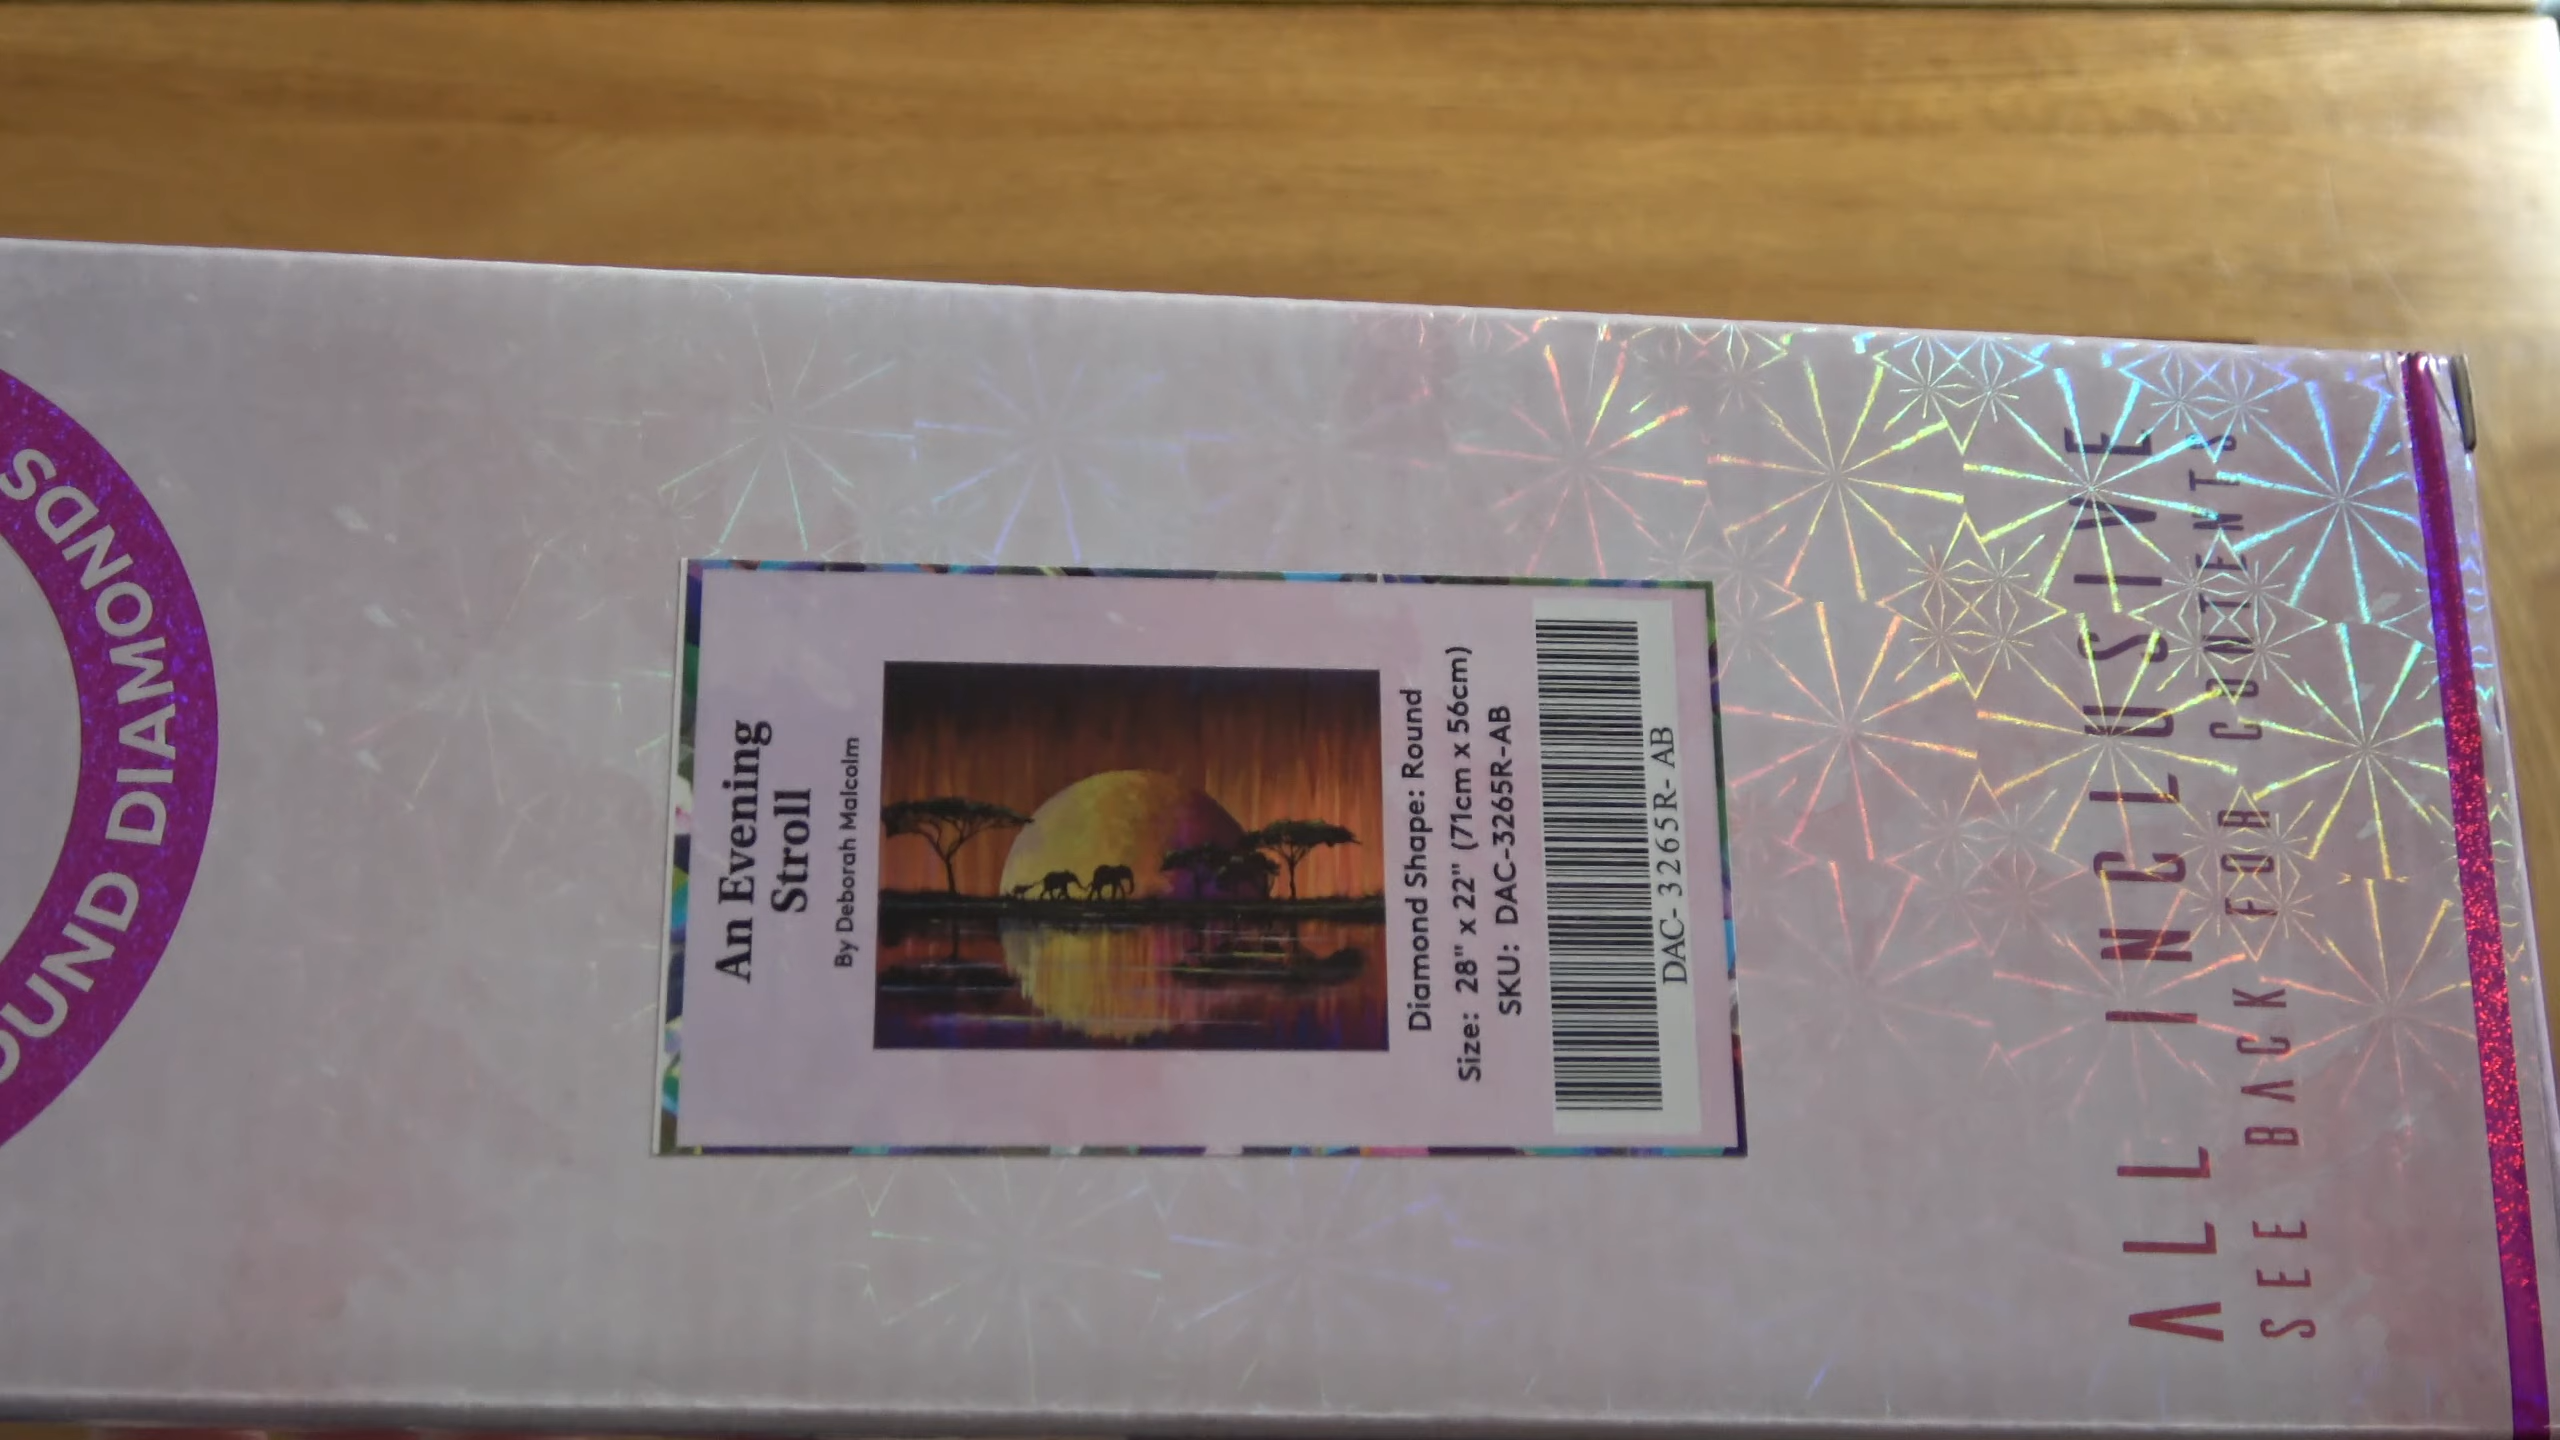 ROUND DIAMONDS
An Evening
Stroll
By Deborah Malcolm
Diamond Shape: Round
Size: 28" x 22" (71cm x 56cm)
SKU: DAC-3265R-AB
DAC- 3265R- AB
ALL INCLUSIVE
SEE BACK FOR CONTENTS